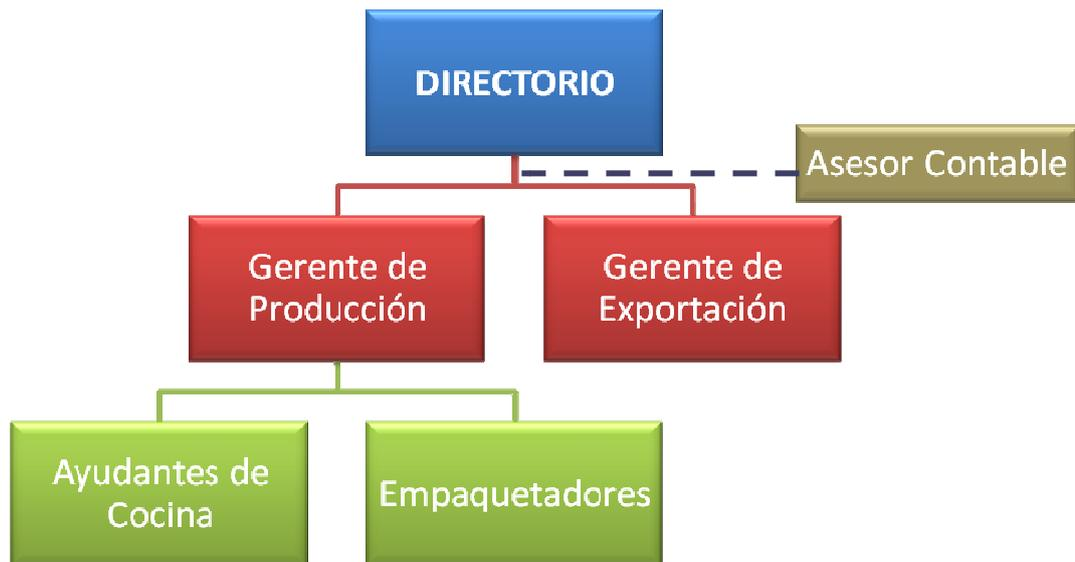 DIRECTORIO
Asesor Contable
Gerente de
Producción
Gerente de
Exportación
Ayudantes de
Cocina
Empaquetadores